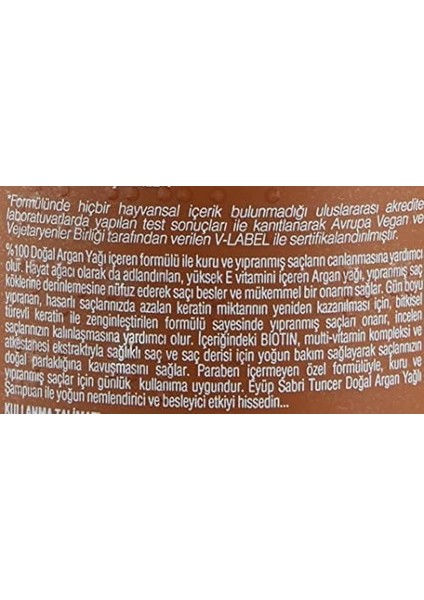 *Formülünde hiçbir hayvansal içerik bulunmadığı uluslararası akredite
laboratuvarlarda yapılan test sonuçları ile kanıtlanarak Avrupa Vegan ve
Vejetaryenler Birliği tarafından verilen V-LABEL ile sertifikalandırılmıştır.
%100 Doğal Argan Yağı içeren formülü ile kuru ve yıpranmış saçların canlanmasına yardımcı
olur. Hayat ağacı olarak da adlandırılan, yüksek E vitamini içeren Argan yağı, yıpranmış saç
köklerine derinlemesine nüfuz ederek saçı besler ve mükemmel bir onarım sağlar. Gün boyu
yıpranan, hasarlı saçlarınızda azalan keratin miktarının yeniden kazanılması için, bitkisel
türevli keratin ile zenginleştirilen formülü sayesinde yıpranmış saçları onarır, incelen
saçlarınızın kalınlaşmasına yardımcı olur. İçeriğindeki BIOTIN, multi-vitamin kompleksi ve
atkestanesi ekstraktıyla sağlıklı saç ve saç derisi için yoğun bakım sağlayarak saçlarınızın
doğal parlaklığına kavuşmasını sağlar. Paraben içermeyen özel formülüyle, kuru ve
yıpranmış saçlar için günlük kullanıma uygundur. Eyüp Sabri Tuncer Doğal Argan Yağlı
Şampuan ile yoğun nemlendirici ve besleyici etkiyi hissedin...
KULLANMA